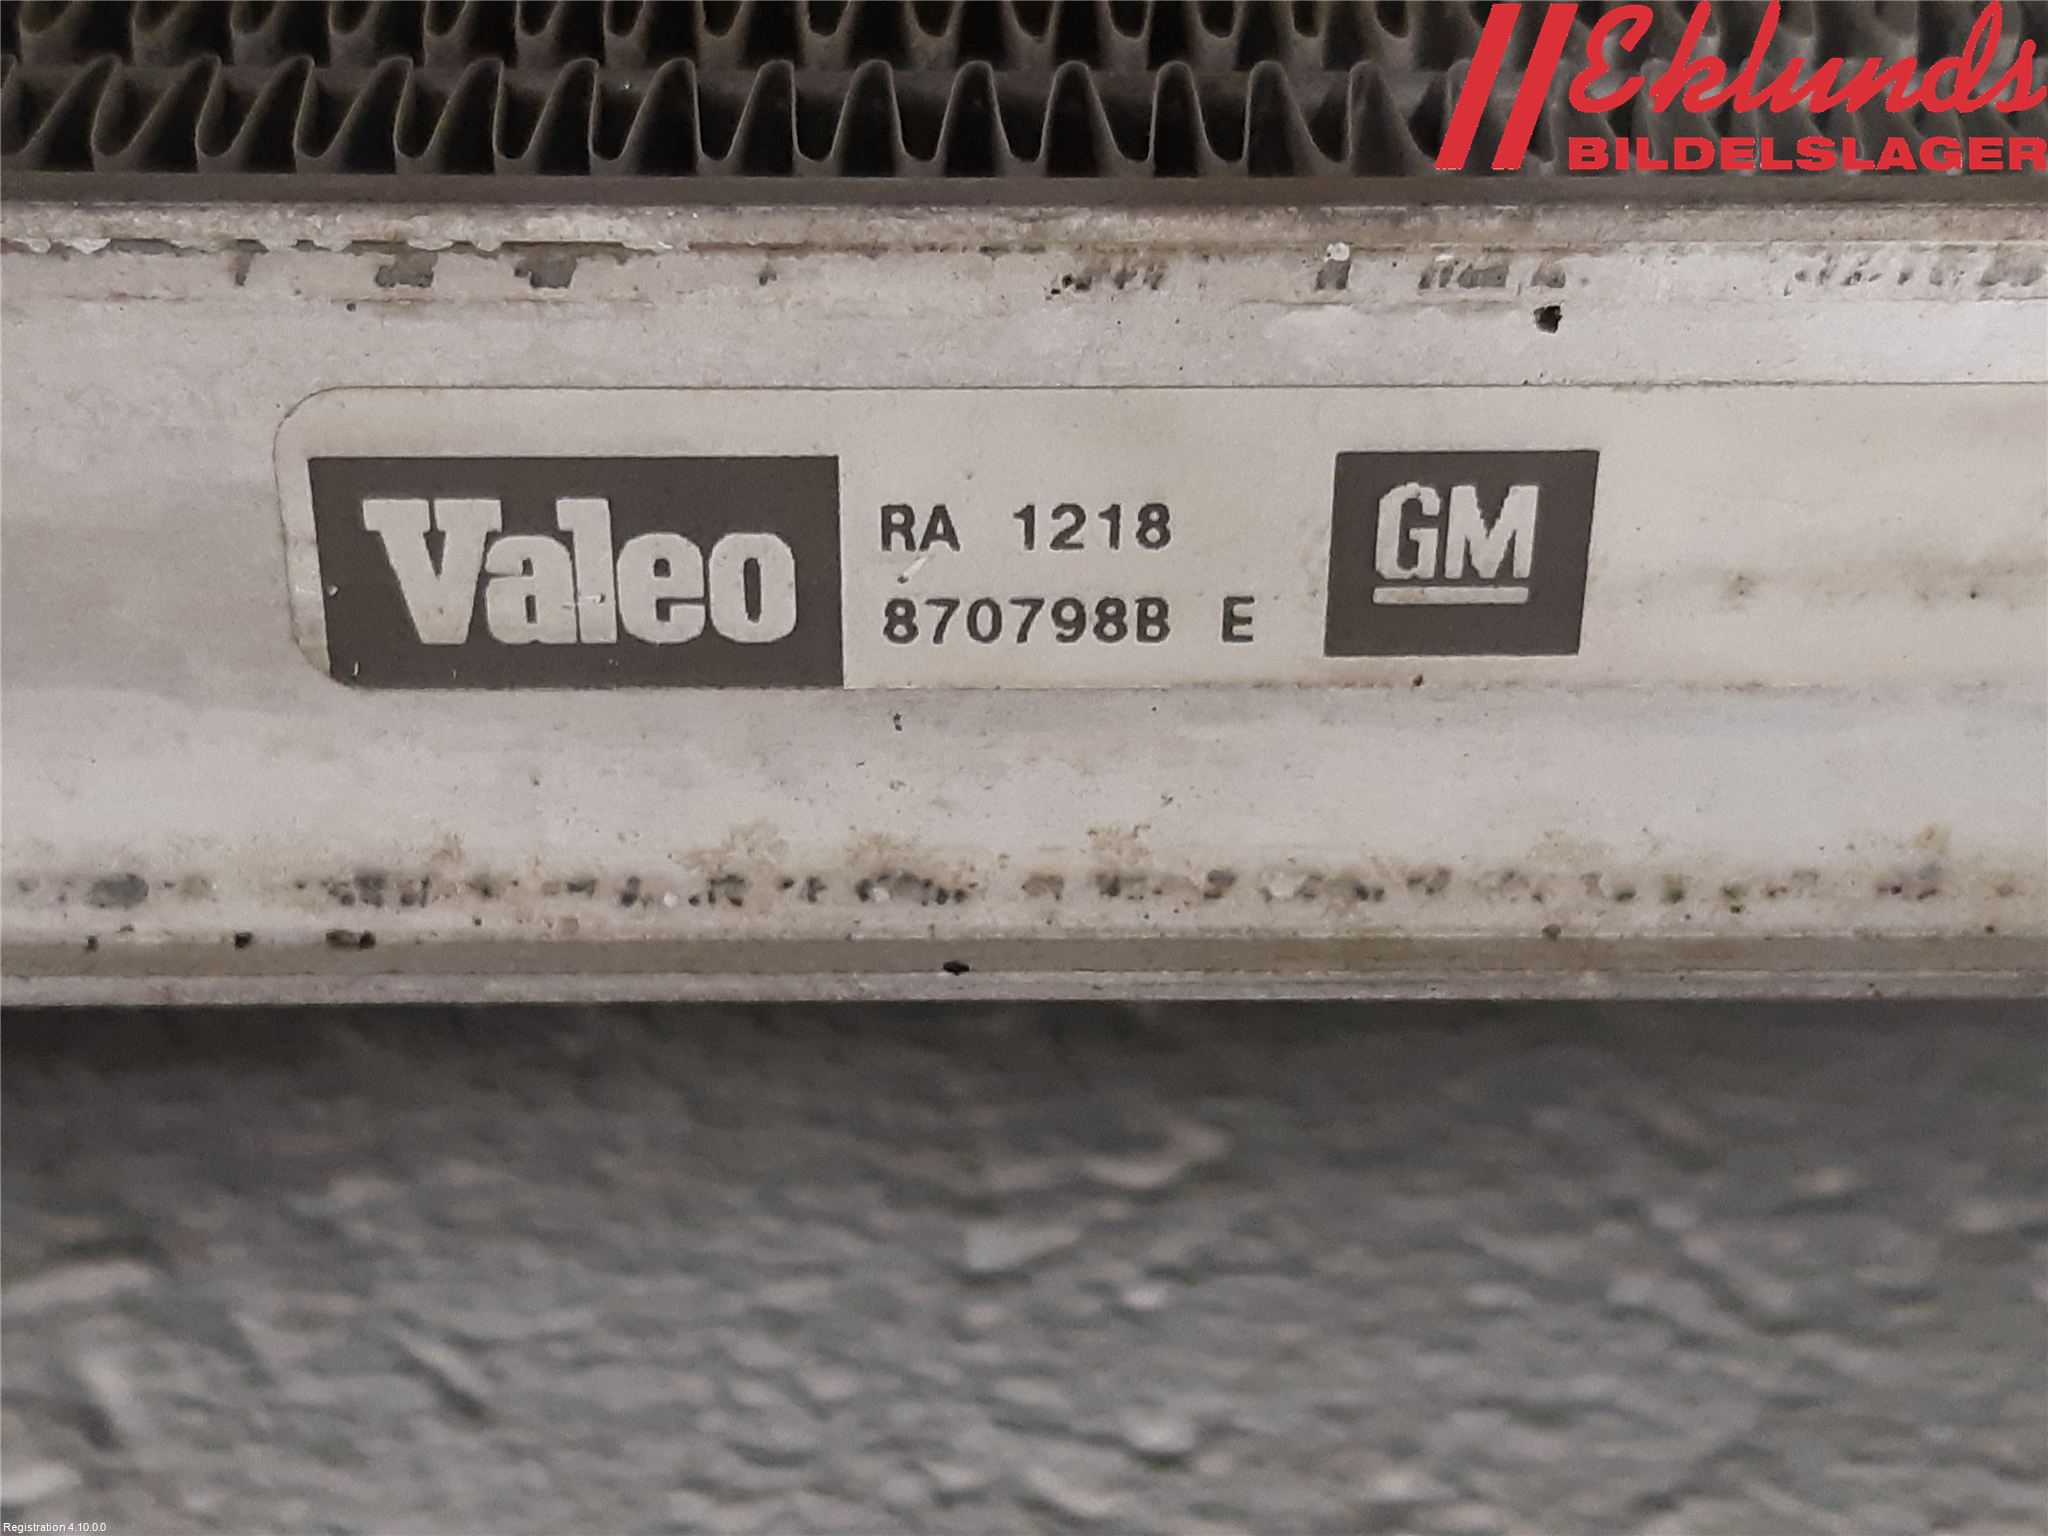 Eklunds
BILDELSLAGER
Valeo
RA 1218
870798B E
GM
Registration 4.10.0.0